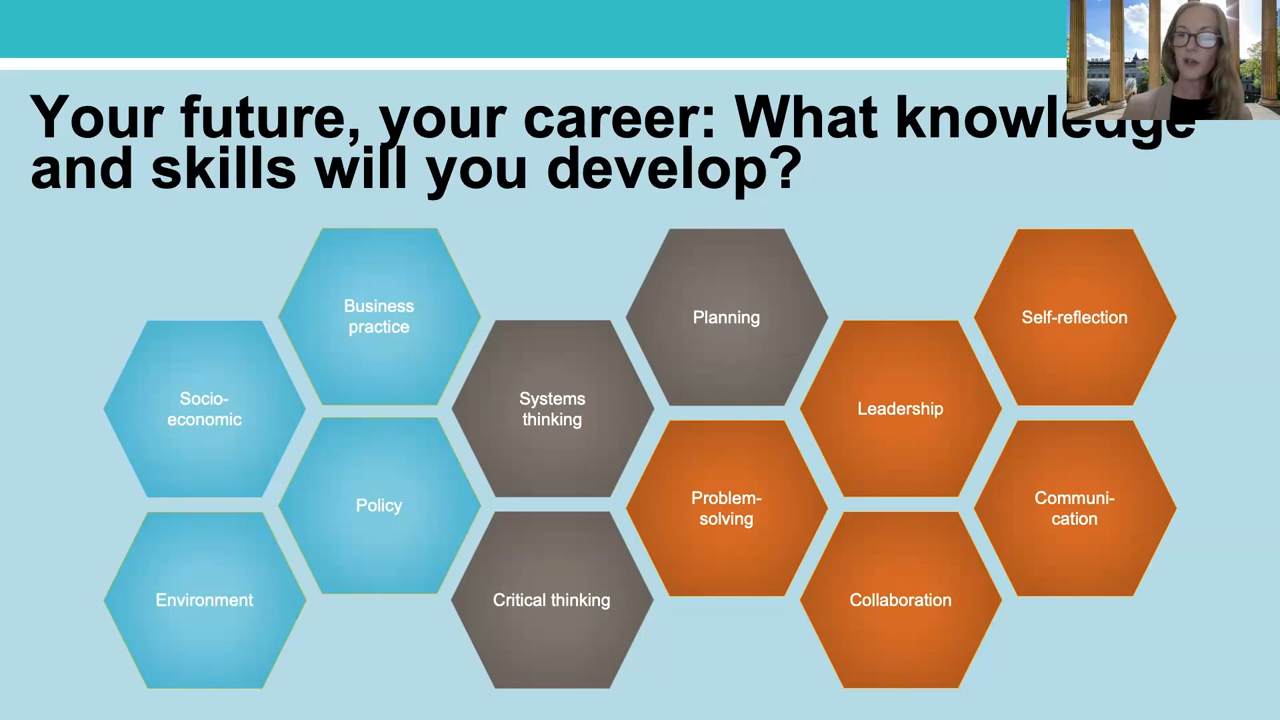 Your future, your career: What knowledge
and skills will you develop?
Business
practice
Planning
Self-reflection
Socio-
economic
Systems
thinking
Leadership
Policy
Problem-
solving
Communi-
cation
Environment
Critical thinking
Collaboration